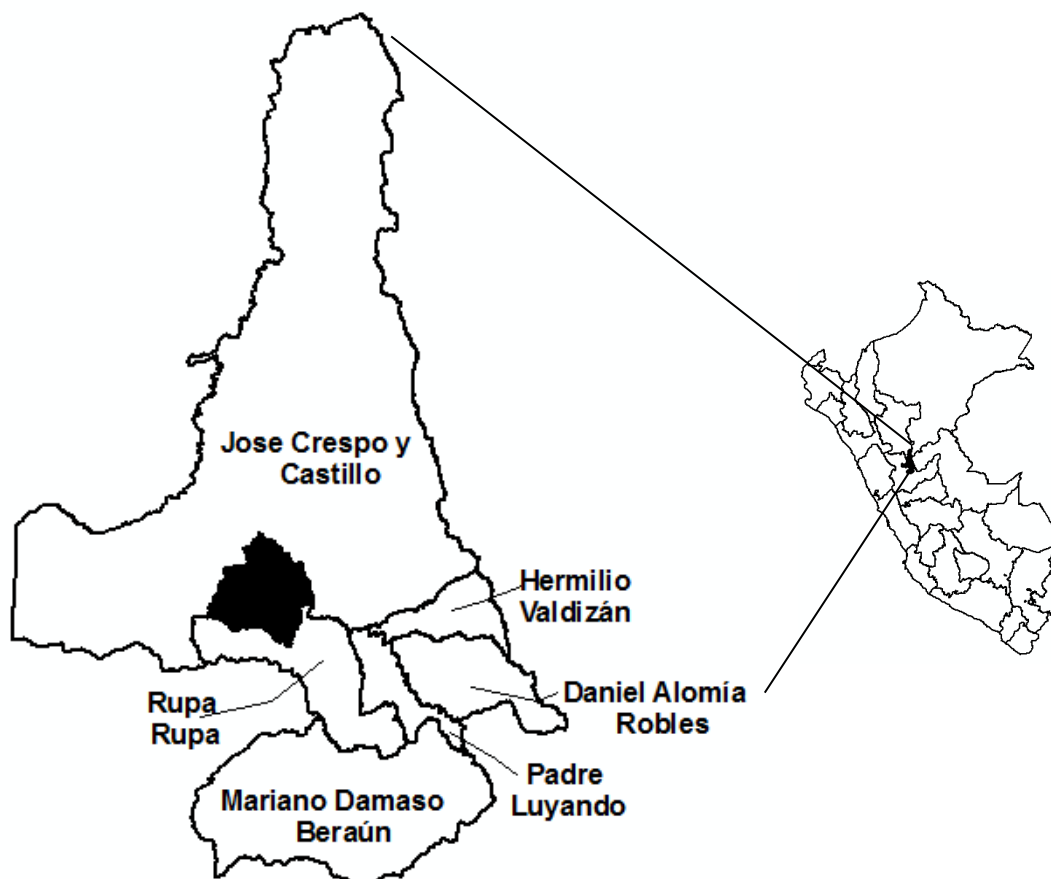 Jose Crespo y
Castillo
Hermilio
Valdizán
Rupa
Rupa
Daniel Alomía
Robles
Padre
Luyando
Mariano Damaso
Beraún